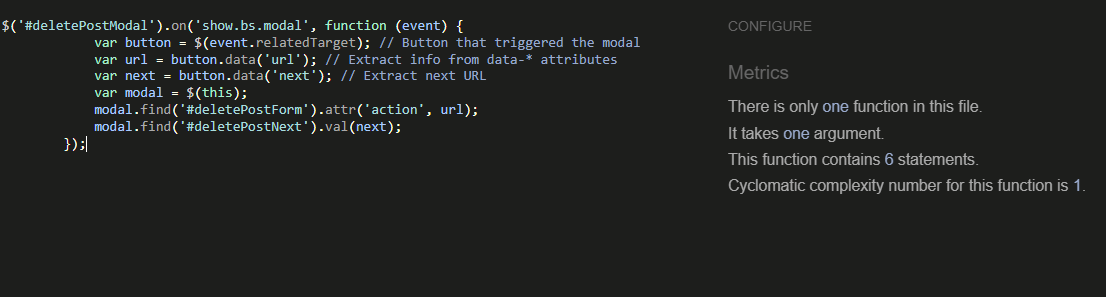 $('#deletePostModal').on('show.bs.modal', function (event) {
var button = $(event.relatedTarget); // Button that triggered the modal
var url = button.data('url'); // Extract info from data-* attributes
var next = button.data('next'); // Extract next URL
var modal = $(this);
modal.find('#deletePostForm').attr('action', url);
modal.find('#deletePostNext').val(next);
});
CONFIGURE
Metrics
There is only one function in this file.
It takes one argument.
This function contains 6 statements.
Cyclomatic complexity number for this function is 1.